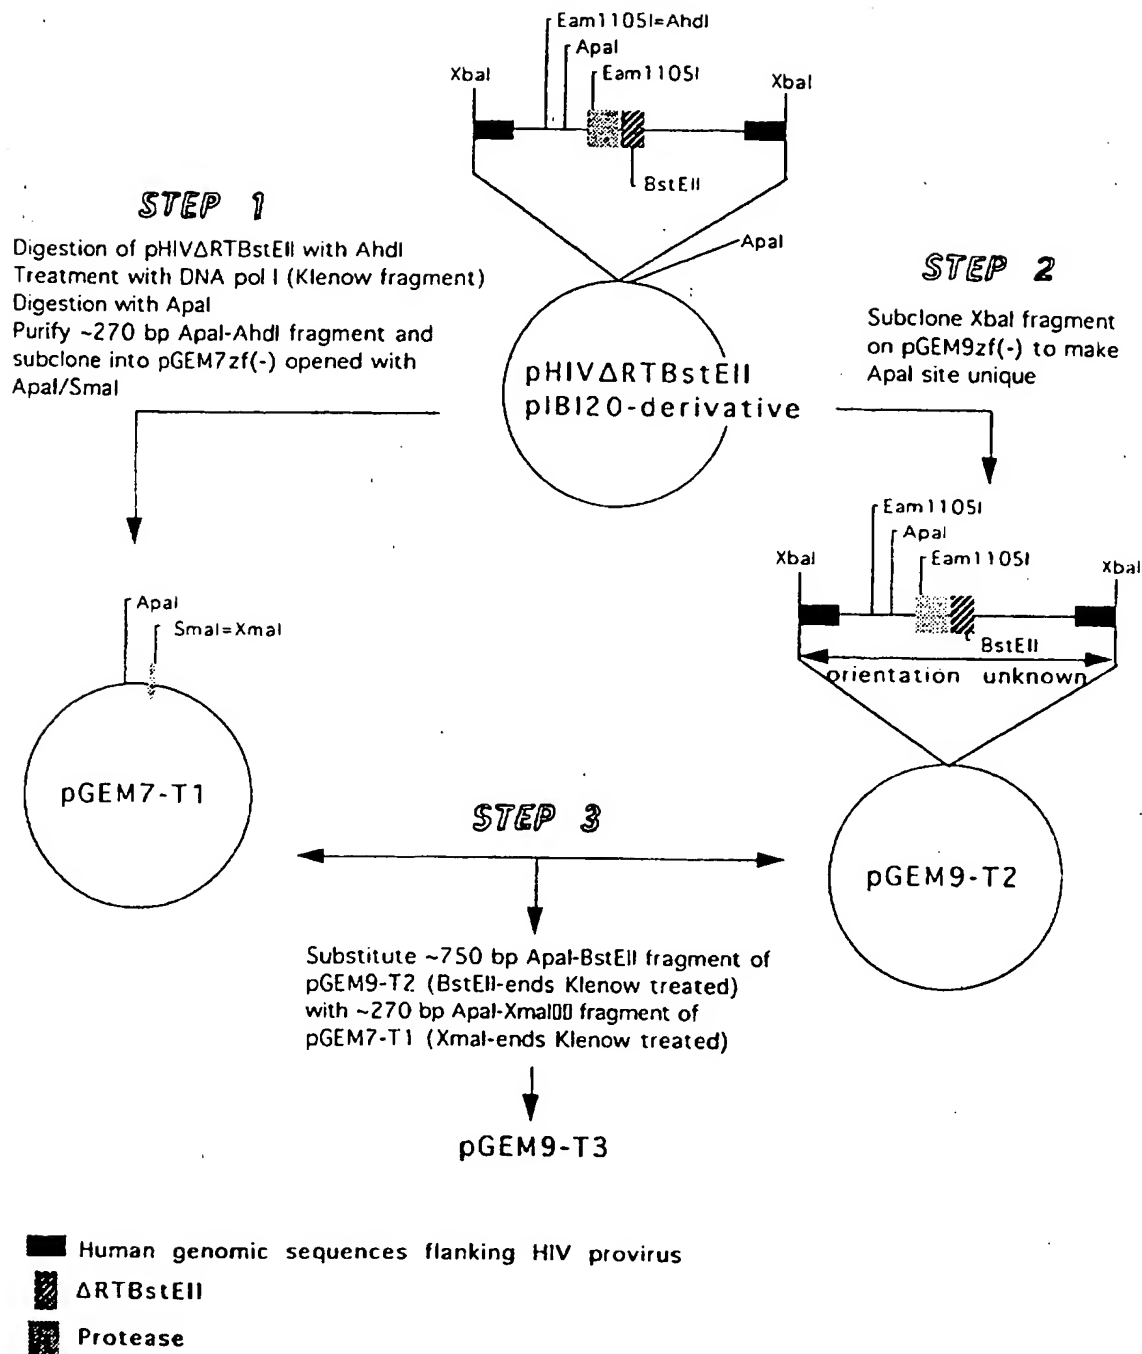 Eam1105I=AhdI
ApaI
XbaI
Eam1105I
XbaI
BstEII
ApaI
STEP 1
Digestion of pHIVΔRTBstEII with AhdI
Treatment with DNA pol I (Klenow fragment)
Digestion with ApaI
Purify ~270 bp ApaI-AhdI fragment and
subclone into pGEM7zf(-) opened with
ApaI/SmaI
pHIVΔRTBstEII
pIBI20-derivative
STEP 2
Subclone XbaI fragment
on pGEM9zf(-) to make
ApaI site unique
Eam1105I
ApaI
XbaI
Eam1105I
XbaI
BstEII
orientation unknown
ApaI
SmaI=XmaI
pGEM7-T1
pGEM9-T2
STEP 3
Substitute ~750 bp ApaI-BstEII fragment of
pGEM9-T2 (BstEII-ends Klenow treated)
with ~270 bp ApaI-XmaI▯▯ fragment of
pGEM7-T1 (XmaI-ends Klenow treated)
pGEM9-T3
Human genomic sequences flanking HIV provirus
ΔRTBstEII
Protease